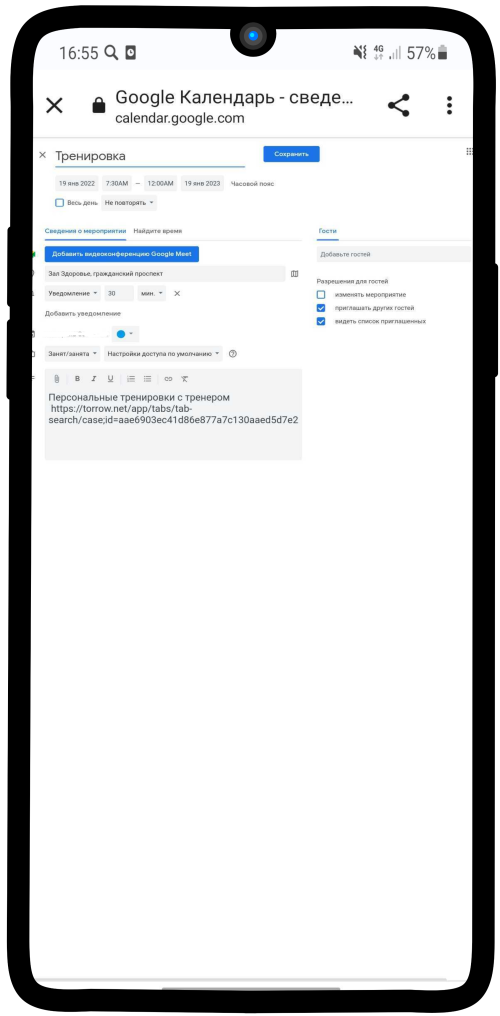 16:55
4G
57%
Google Календарь - сведе...
calendar.google.com
Тренировка
Сохранить
19 янв 2022 7:30AM — 12:00AM 19 янв 2023 Часовой пояс
Весь день Не повторять
Сведения о мероприятии Найдите время
Гости
Добавить видеоконференцию Google Meet
Добавьте гостей
Зал Здоровье, гражданский проспект
Разрешения для гостей
Уведомление 30 мин.
изменять мероприятие
приглашать других гостей
Добавить уведомление
видеть список приглашенных
Занят/занята Настройки доступа по умолчанию
B I U
Персональные тренировки с тренером
https://torrow.net/app/tabs/tab-
search/case;id=aae6903ec41d86e877a7c130aaed5d7e2